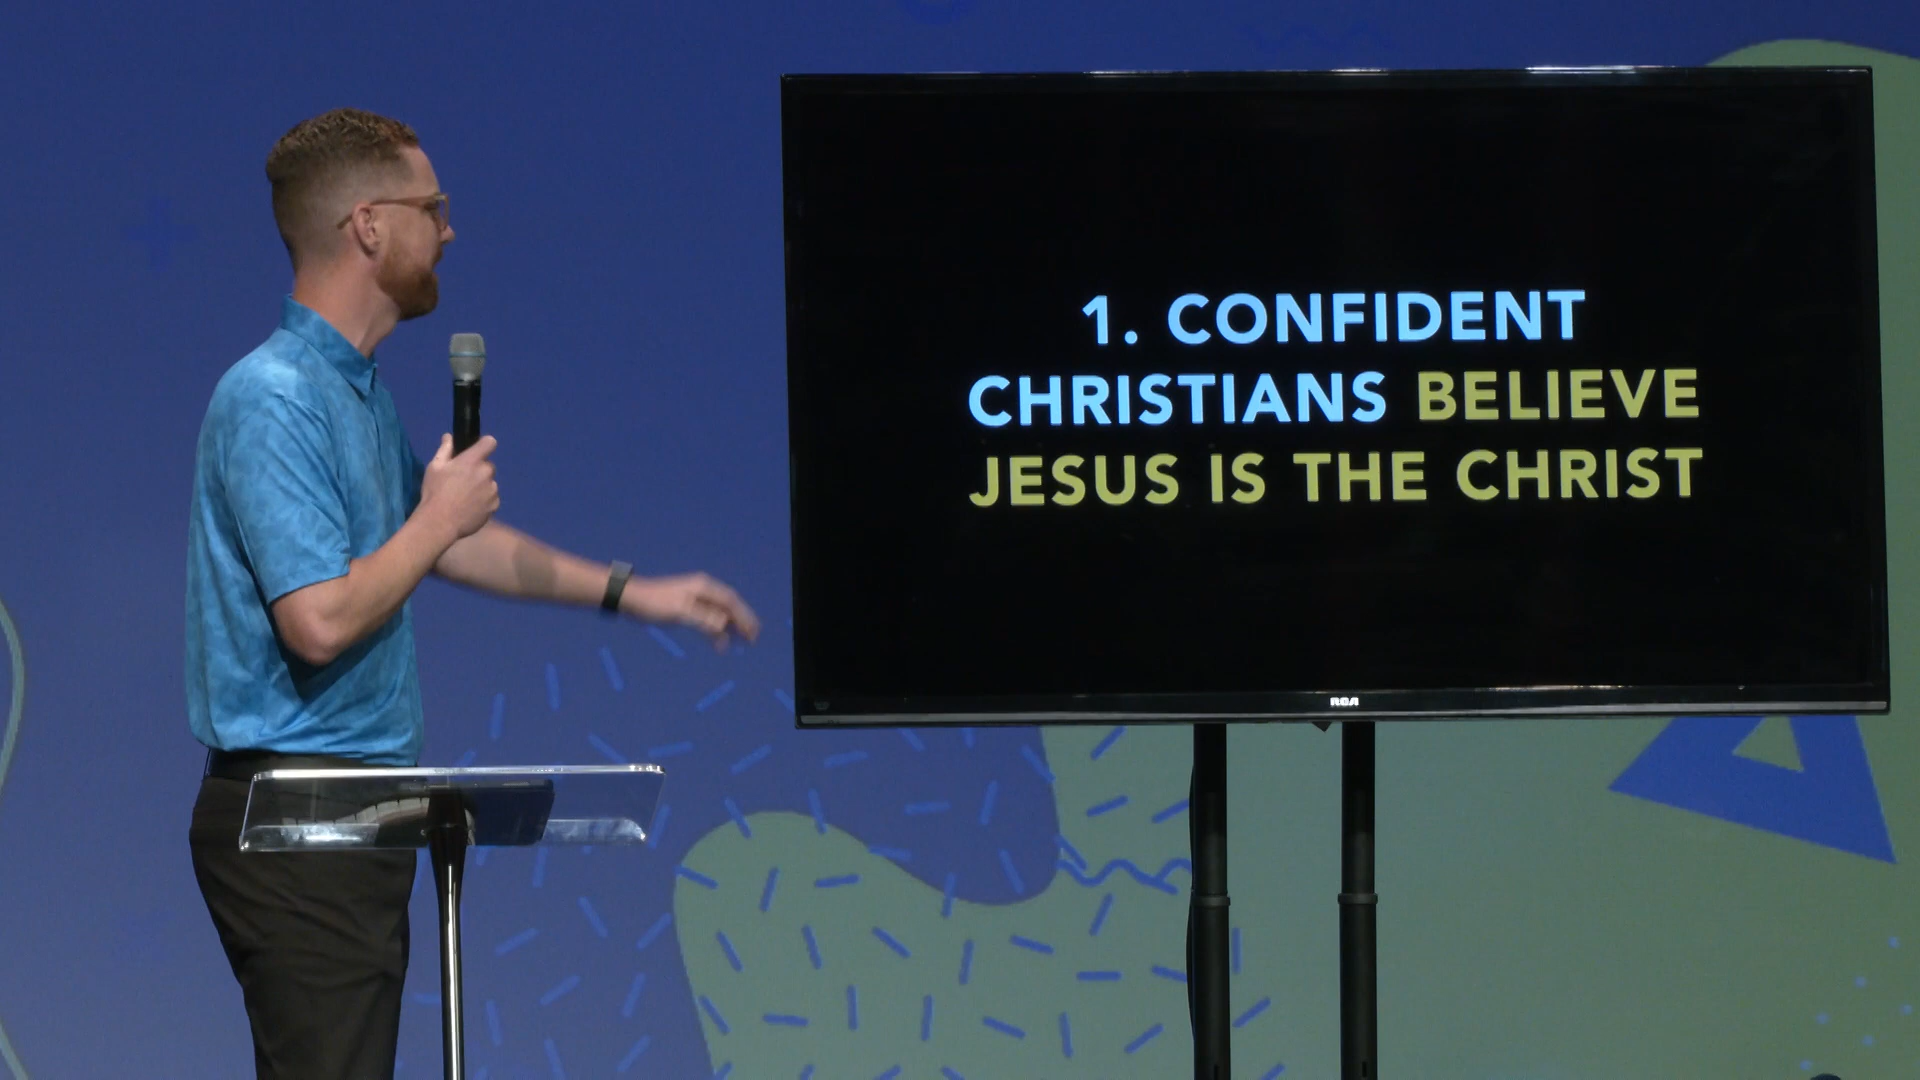 1. CONFIDENT
CHRISTIANS BELIEVE
JESUS IS THE CHRIST
RCA